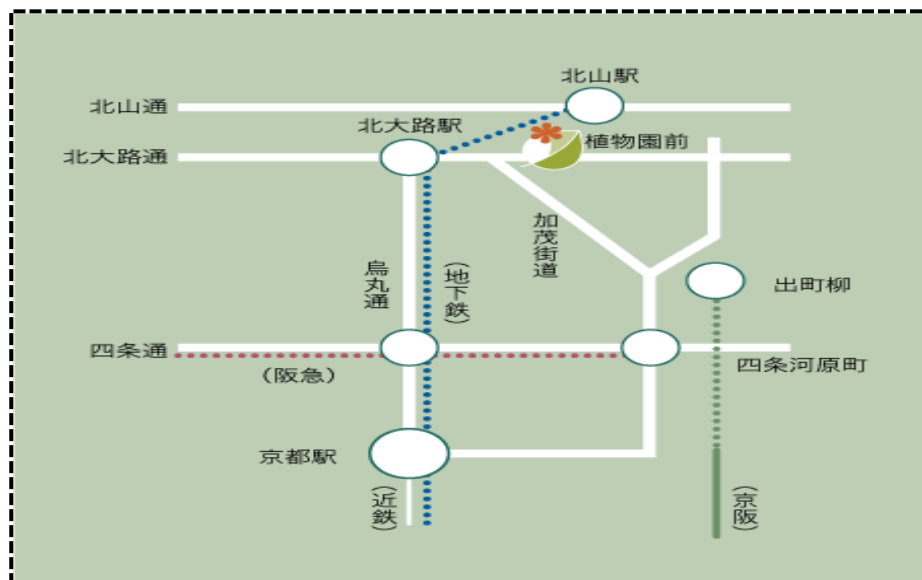 北山駅
北山通
北大路駅
北大路通
植物園前
加茂街道
烏丸通
（地下鉄）
出町柳
四条通
四条河原町
（阪急）
京都駅
（近鉄）
（京阪）